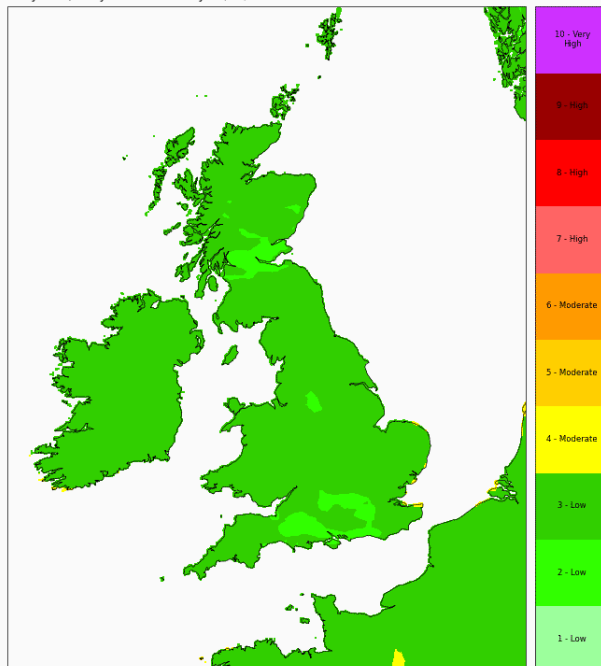 10 - Very
High
9 - High
8 - High
7 - High
6 - Moderate
5 - Moderate
4 - Moderate
3 - Low
2 - Low
1 - Low